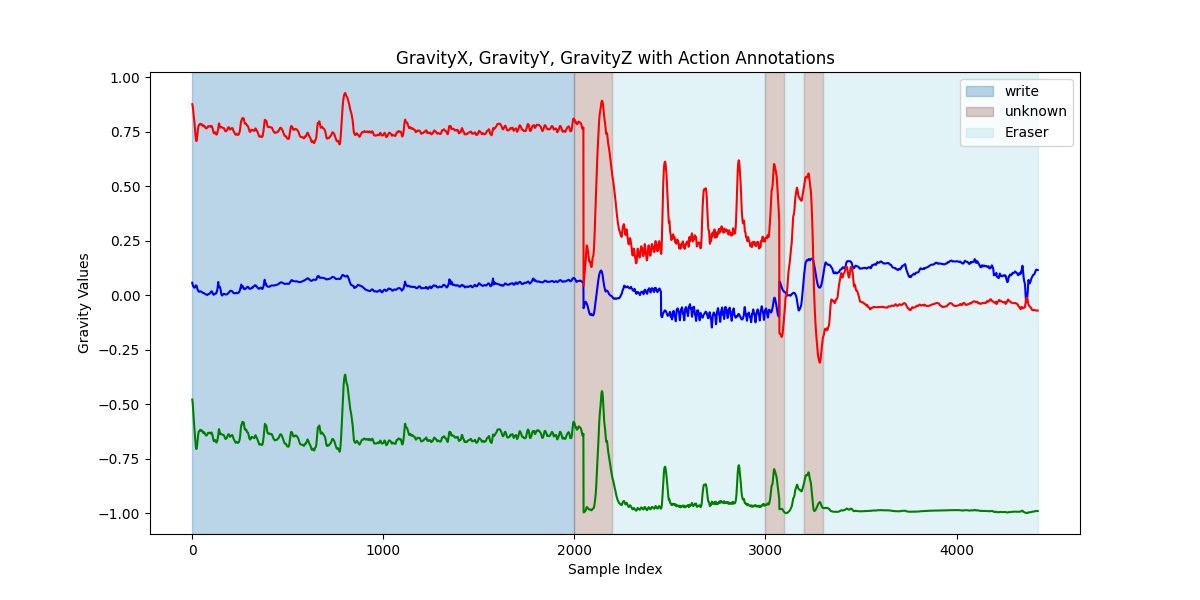 GravityX, GravityY, GravityZ with Action Annotations
1.00
0.75
0.50
0.25
0.00
−0.25
−0.50
−0.75
−1.00
Gravity Values
write
unknown
Eraser
0 1000 2000 3000 4000
Sample Index